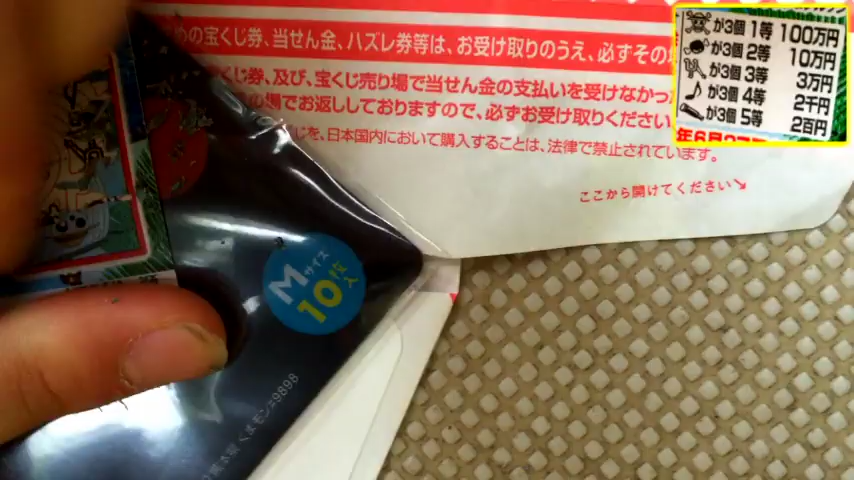 めの宝くじ券、当せん金、ハズレ券等は、お受け取りのうえ、必ずその場
くじ券、及び、宝くじ売り場で当せん金の支払いを受けなかっ
の場でお返ししておりますので、必ずお受け取りください
じを、日本国内において購入することは、法律で禁止されています。
ここから開けてください
が3個 1等 100万円
が3個 2等 10万円
が3個 3等 3万円
が3個 4等 2千円
が3個 5等 2百円
Mサイズ
10枚入
くまモン#9898